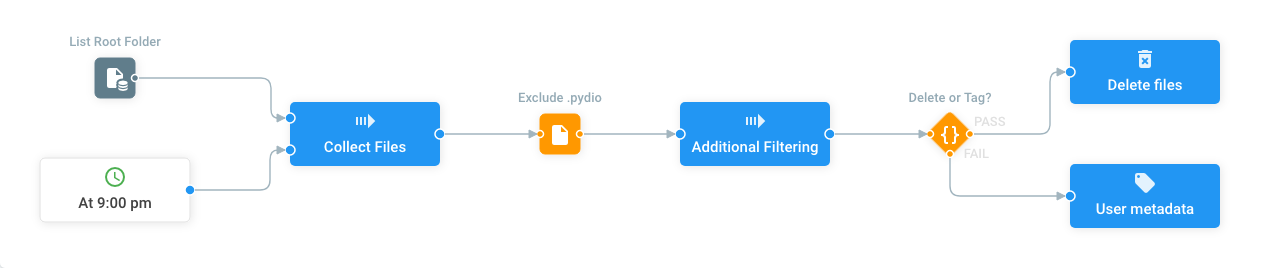 List Root Folder
At 9:00 pm
Collect Files
Exclude .pydio
Additional Filtering
Delete or Tag?
{}
PASS
FAIL
Delete files
User metadata